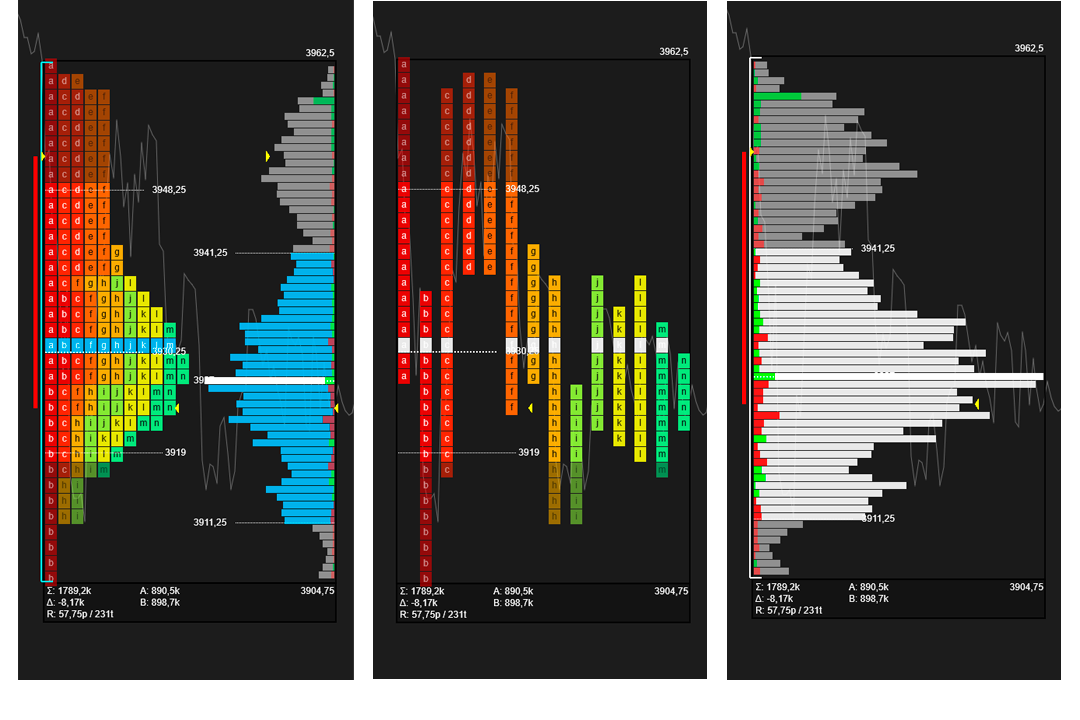 3962,5
a
a d e
a c d e f
a c d e f
a c d e f
a c d e f
a c d e f
a c d e f
a c d e f
3948,25
a c d e f
a c d e f
a c d e f
a c d e f g
3941,25
a c d e f g
a c f g h j l
a b c f g h j l
a b c f g h j k l
a b c f g h j k l m
a b c f g h j k l m
3930,25
a b c f g h j k l m n
a b c f g h j k l m n
b c f h i j k l m n
b c f h i j k l m n
b c h i j k l m n
b c h i k l m
b c h i l m
3919
b c h i m
b h i
b h i
b h i
3911,25
b
b
b
b
Σ: 1789,2k A: 890,5k 3904,75
Δ: -8,17k B: 898,7k
R: 57,75p / 231t
3962,5
a
a d e
a c d e f
a c d e f
a c d e f
a c d e f
a c d e f
a c d e f
a c d e f
3948,25
a c d e f
a c d e f
a c d e f
a c d e f g
a c d e f g
a c f g h j l
a b c f g h j l
a b c f g h j k l
a b c f g h j k l m
a b c f g h j k l m n
a b c f g h j k l m n
b c f h i j k l m n
b c f h i j k l m n
b c h i j k l m n
b c h i k l m
b c h i l m
3919
b c h i m
b h i
b h i
b h i
b
b
b
b
Σ: 1789,2k A: 890,5k 3904,75
Δ: -8,17k B: 898,7k
R: 57,75p / 231t
3962,5
3941,25
3911,25
Σ: 1789,2k A: 890,5k 3904,75
Δ: -8,17k B: 898,7k
R: 57,75p / 231t